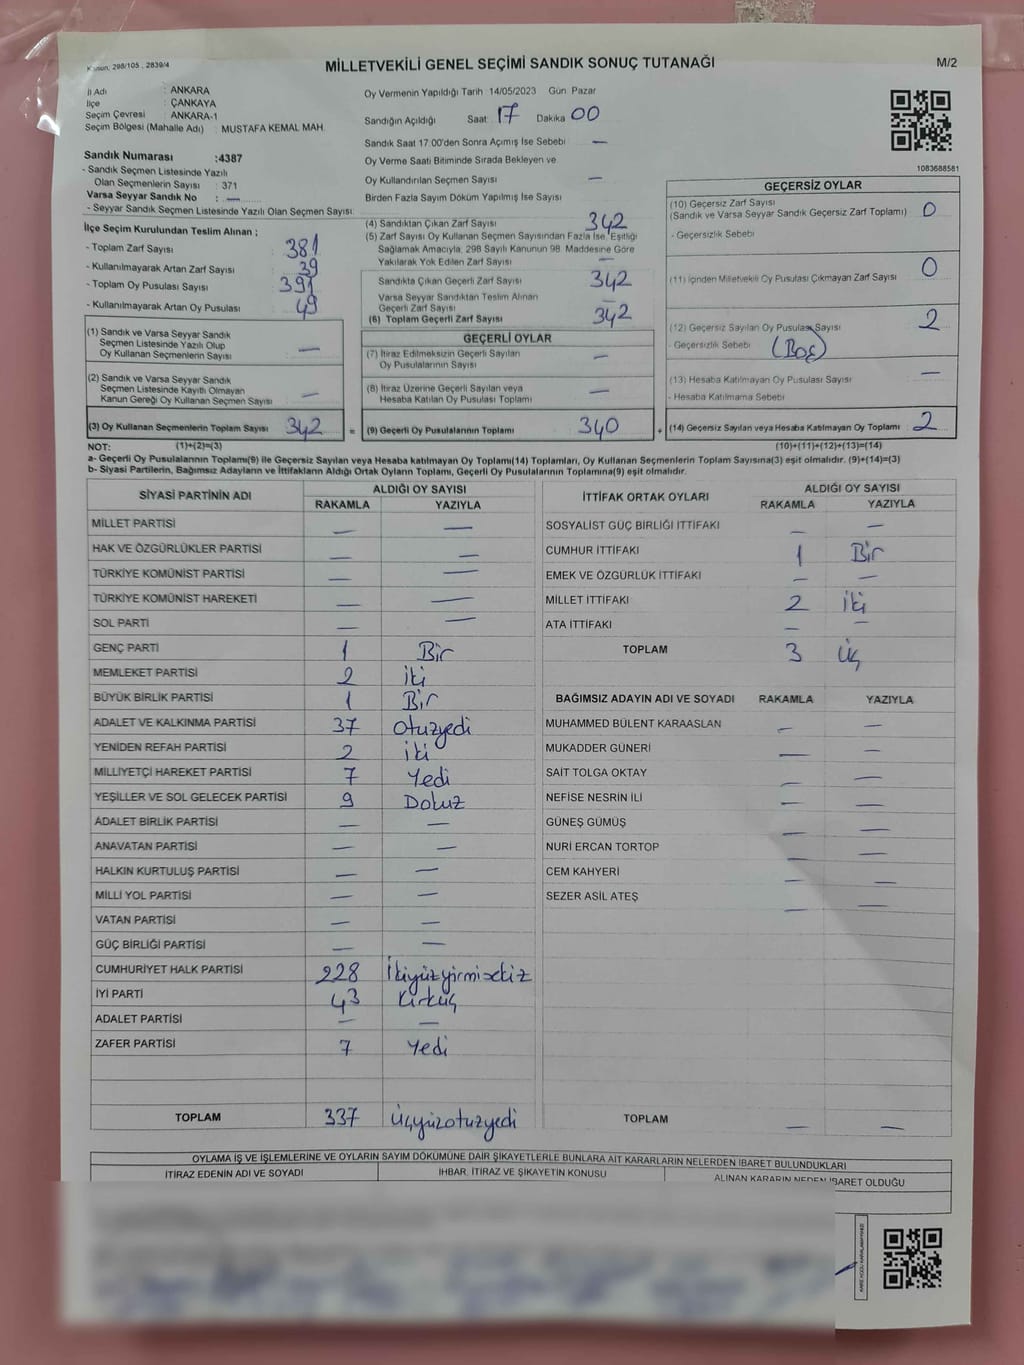 Kanun, 298/105 , 2839/4
MİLLETVEKİLİ GENEL SEÇİMİ SANDIK SONUÇ TUTANAĞI
M/2
İl Adı : ANKARA
İlçe : ÇANKAYA
Seçim Çevresi : ANKARA-1
Seçim Bölgesi (Mahalle Adı) : MUSTAFA KEMAL MAH.
Oy Vermenin Yapıldığı Tarih 14/05/2023 Gün Pazar
Sandığın Açıldığı Saat 17 Dakika 00
Sandık Saat 17:00'den Sonra Açılmış İse Sebebi —
Oy Verme Saati Bitiminde Sırada Bekleyen ve
Oy Kullandırılan Seçmen Sayısı —
Birden Fazla Sayım Döküm Yapılmış İse Sayısı
1083688581
Sandık Numarası :4387
- Sandık Seçmen Listesinde Yazılı
Olan Seçmenlerin Sayısı : 371
Varsa Seyyar Sandık No : —
- Seyyar Sandık Seçmen Listesinde Yazılı Olan Seçmen Sayısı:
İlçe Seçim Kurulundan Teslim Alınan ;
- Toplam Zarf Sayısı : 381
- Kullanılmayarak Artan Zarf Sayısı : 39
- Toplam Oy Pusulası Sayısı : 391
- Kullanılmayarak Artan Oy Pusulası : 49
(4) Sandıktan Çıkan Zarf Sayısı 342
(5) Zarf Sayısı Oy Kullanan Seçmen Sayısından Fazla İse, Eşitliği
Sağlamak Amacıyla, 298 Sayılı Kanunun 98. Maddesine Göre
Yakılarak Yok Edilen Zarf Sayısı —
Sandıkta Çıkan Geçerli Zarf Sayısı 342
Varsa Seyyar Sandıktan Teslim Alınan
Geçerli Zarf Sayısı —
(6) Toplam Geçerli Zarf Sayısı 342
GEÇERSİZ OYLAR
(10) Geçersiz Zarf Sayısı
(Sandık ve Varsa Seyyar Sandık Geçersiz Zarf Toplamı) 0
- Geçersizlik Sebebi
(11) İçinden Milletvekili Oy Pusulası Çıkmayan Zarf Sayısı 0
(12) Geçersiz Sayılan Oy Pusulası Sayısı 2
- Geçersizlik Sebebi (Boş)
(13) Hesaba Katılmayan Oy Pusulası Sayısı —
- Hesaba Katılmama Sebebi
(14) Geçersiz Sayılan veya Hesaba Katılmayan Oy Toplamı 2
(1) Sandık ve Varsa Seyyar Sandık
Seçmen Listesinde Yazılı Olup
Oy Kullanan Seçmenlerin Sayısı —
(2) Sandık ve Varsa Seyyar Sandık
Seçmen Listesinde Kayıtlı Olmayan
Kanun Gereği Oy Kullanan Seçmen Sayısı —
(3) Oy Kullanan Seçmenlerin Toplam Sayısı 342 =
GEÇERLİ OYLAR
(7) İtiraz Edilmeksizin Geçerli Sayılan
Oy Pusulalarının Sayısı —
(8) İtiraz Üzerine Geçerli Sayılan veya
Hesaba Katılan Oy Pusulası Toplamı —
(9) Geçerli Oy Pusulalarının Toplamı 340 +
NOT: (1)+(2)=(3)
(10)+(11)+(12)+(13)=(14)
a- Geçerli Oy Pusulalarının Toplamı(9) ile Geçersiz Sayılan veya Hesaba katılmayan Oy Toplamı(14) Toplamları, Oy Kullanan Seçmenlerin Toplam Sayısına(3) eşit olmalıdır. (9)+(14)=(3)
b- Siyasi Partilerin, Bağımsız Adayların ve İttifakların Aldığı Oyların Toplamı, Geçerli Oy Pusulalarının Toplamına(9) eşit olmalıdır.
SİYASİ PARTİNİN ADI ALDIĞI OY SAYISI
RAKAMLA YAZIYLA
MİLLET PARTİSİ — —
HAK VE ÖZGÜRLÜKLER PARTİSİ — —
TÜRKİYE KOMÜNİST PARTİSİ — —
TÜRKİYE KOMÜNİST HAREKETİ — —
SOL PARTİ — —
GENÇ PARTİ 1 Bir
MEMLEKET PARTİSİ 2 iki
BÜYÜK BİRLİK PARTİSİ 1 Bir
ADALET VE KALKINMA PARTİSİ 37 otuzyedi
YENİDEN REFAH PARTİSİ 2 iki
MİLLİYETÇİ HAREKET PARTİSİ 7 Yedi
YEŞİLLER VE SOL GELECEK PARTİSİ 9 Dokuz
ADALET BİRLİK PARTİSİ — —
ANAVATAN PARTİSİ — —
HALKIN KURTULUŞ PARTİSİ — —
MİLLİ YOL PARTİSİ — —
VATAN PARTİSİ — —
GÜÇ BİRLİĞİ PARTİSİ — —
CUMHURİYET HALK PARTİSİ 228 İkiyüzyirmisekiz
İYİ PARTİ 43 Kırküç
ADALET PARTİSİ — —
ZAFER PARTİSİ 7 Yedi
TOPLAM 337 Üçyüzotuzyedi
İTTİFAK ORTAK OYLARI ALDIĞI OY SAYISI
RAKAMLA YAZIYLA
SOSYALİST GÜÇ BİRLİĞİ İTTİFAKI — —
CUMHUR İTTİFAKI 1 Bir
EMEK VE ÖZGÜRLÜK İTTİFAKI — —
MİLLET İTTİFAKI 2 iki
ATA İTTİFAKI — —
TOPLAM 3 Üç
BAĞIMSIZ ADAYIN ADI VE SOYADI RAKAMLA YAZIYLA
MUHAMMED BÜLENT KARAASLAN — —
MUKADDER GÜNERİ — —
SAİT TOLGA OKTAY — —
NEFİSE NESRİN İLİ — —
GÜNEŞ GÜMÜŞ — —
NURİ ERCAN TORTOP — —
CEM KAHYERİ — —
SEZER ASİL ATEŞ — —
TOPLAM — —
OYLAMA İŞ VE İŞLEMLERİNE VE OYLARIN SAYIM DÖKÜMÜNE DAİR ŞİKAYETLERLE BUNLARA AİT KARARLARIN NELERDEN İBARET BULUNDUKLARI
İTİRAZ EDENİN ADI VE SOYADI İHBAR, İTİRAZ VE ŞİKAYETİN KONUSU ALINAN KARARIN NEDEN İBARET OLDUĞU